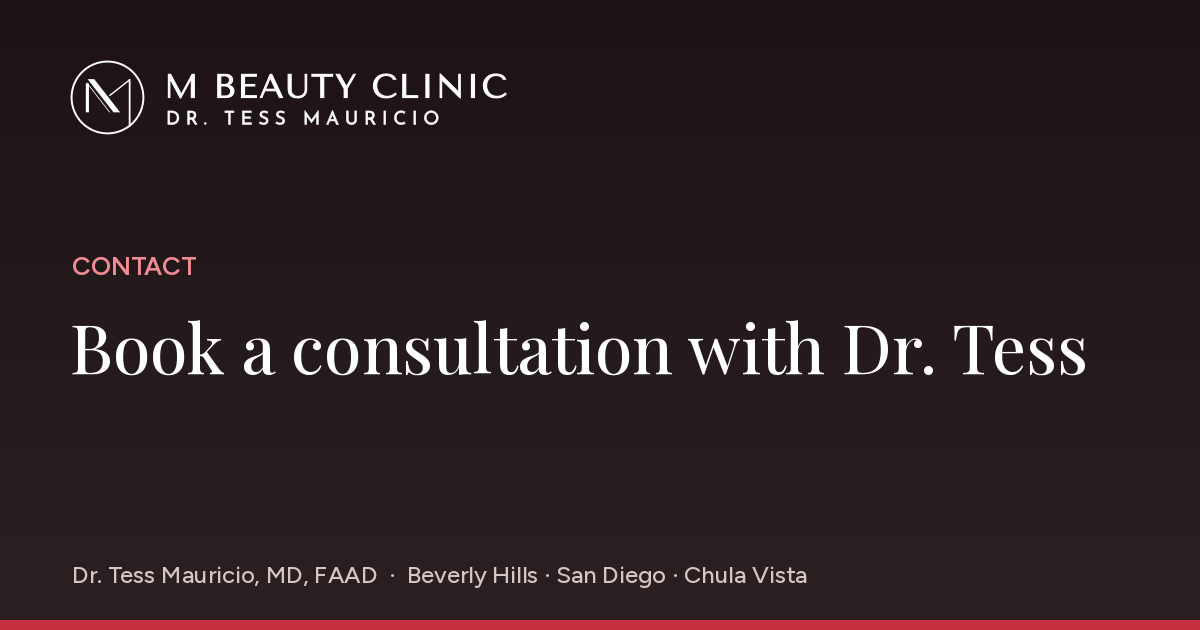 M BEAUTY CLINIC
DR. TESS MAURICIO
CONTACT
Book a consultation with Dr. Tess
Dr. Tess Mauricio, MD, FAAD · Beverly Hills · San Diego · Chula Vista